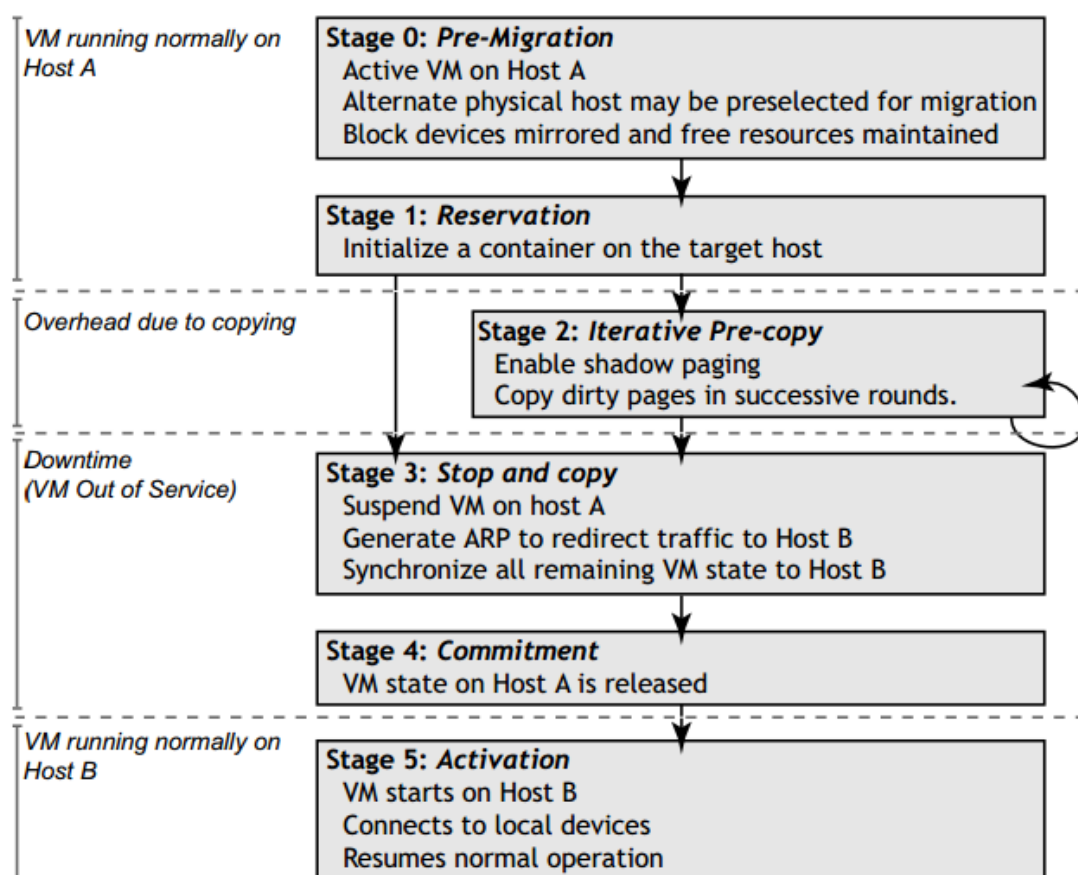 VM running normally on
Host A
Stage 0: Pre-Migration
Active VM on Host A
Alternate physical host may be preselected for migration
Block devices mirrored and free resources maintained
Stage 1: Reservation
Initialize a container on the target host
Overhead due to copying
Stage 2: Iterative Pre-copy
Enable shadow paging
Copy dirty pages in successive rounds.
Downtime
(VM Out of Service)
Stage 3: Stop and copy
Suspend VM on host A
Generate ARP to redirect traffic to Host B
Synchronize all remaining VM state to Host B
Stage 4: Commitment
VM state on Host A is released
VM running normally on
Host B
Stage 5: Activation
VM starts on Host B
Connects to local devices
Resumes normal operation